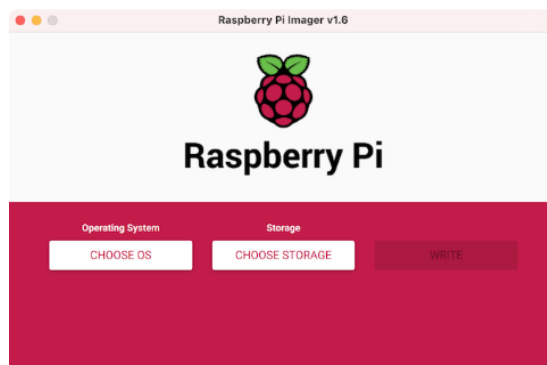 Raspberry Pi Imager v1.6
Raspberry Pi
Operating System
Storage
CHOOSE OS
CHOOSE STORAGE
WRITE